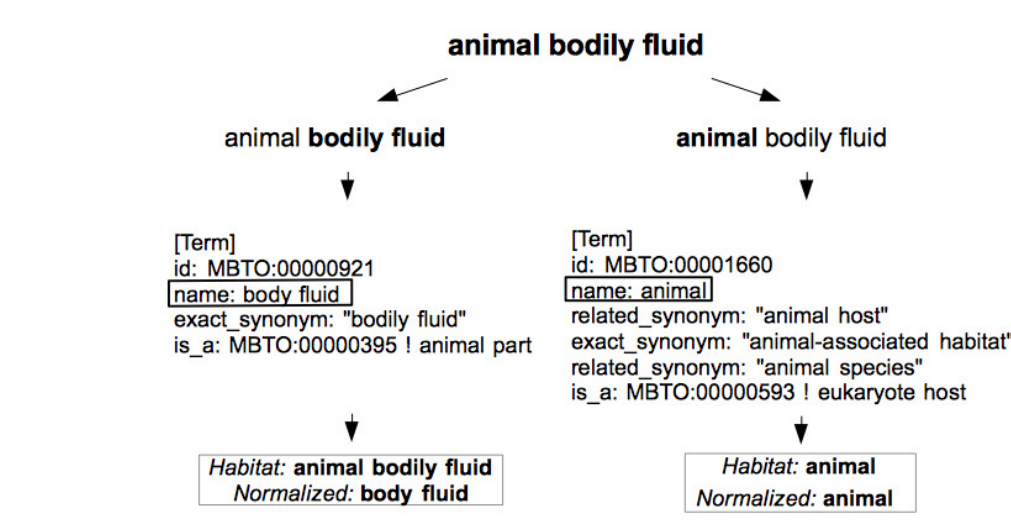 animal bodily fluid
animal bodily fluid
animal bodily fluid
[Term]
id: MBTO:00000921
name: body fluid
exact_synonym: "bodily fluid"
is_a: MBTO:00000395 ! animal part
[Term]
id: MBTO:00001660
name: animal
related_synonym: "animal host"
exact_synonym: "animal-associated habitat"
related_synonym: "animal species"
is_a: MBTO:00000593 ! eukaryote host
Habitat: animal bodily fluid
Normalized: body fluid
Habitat: animal
Normalized: animal